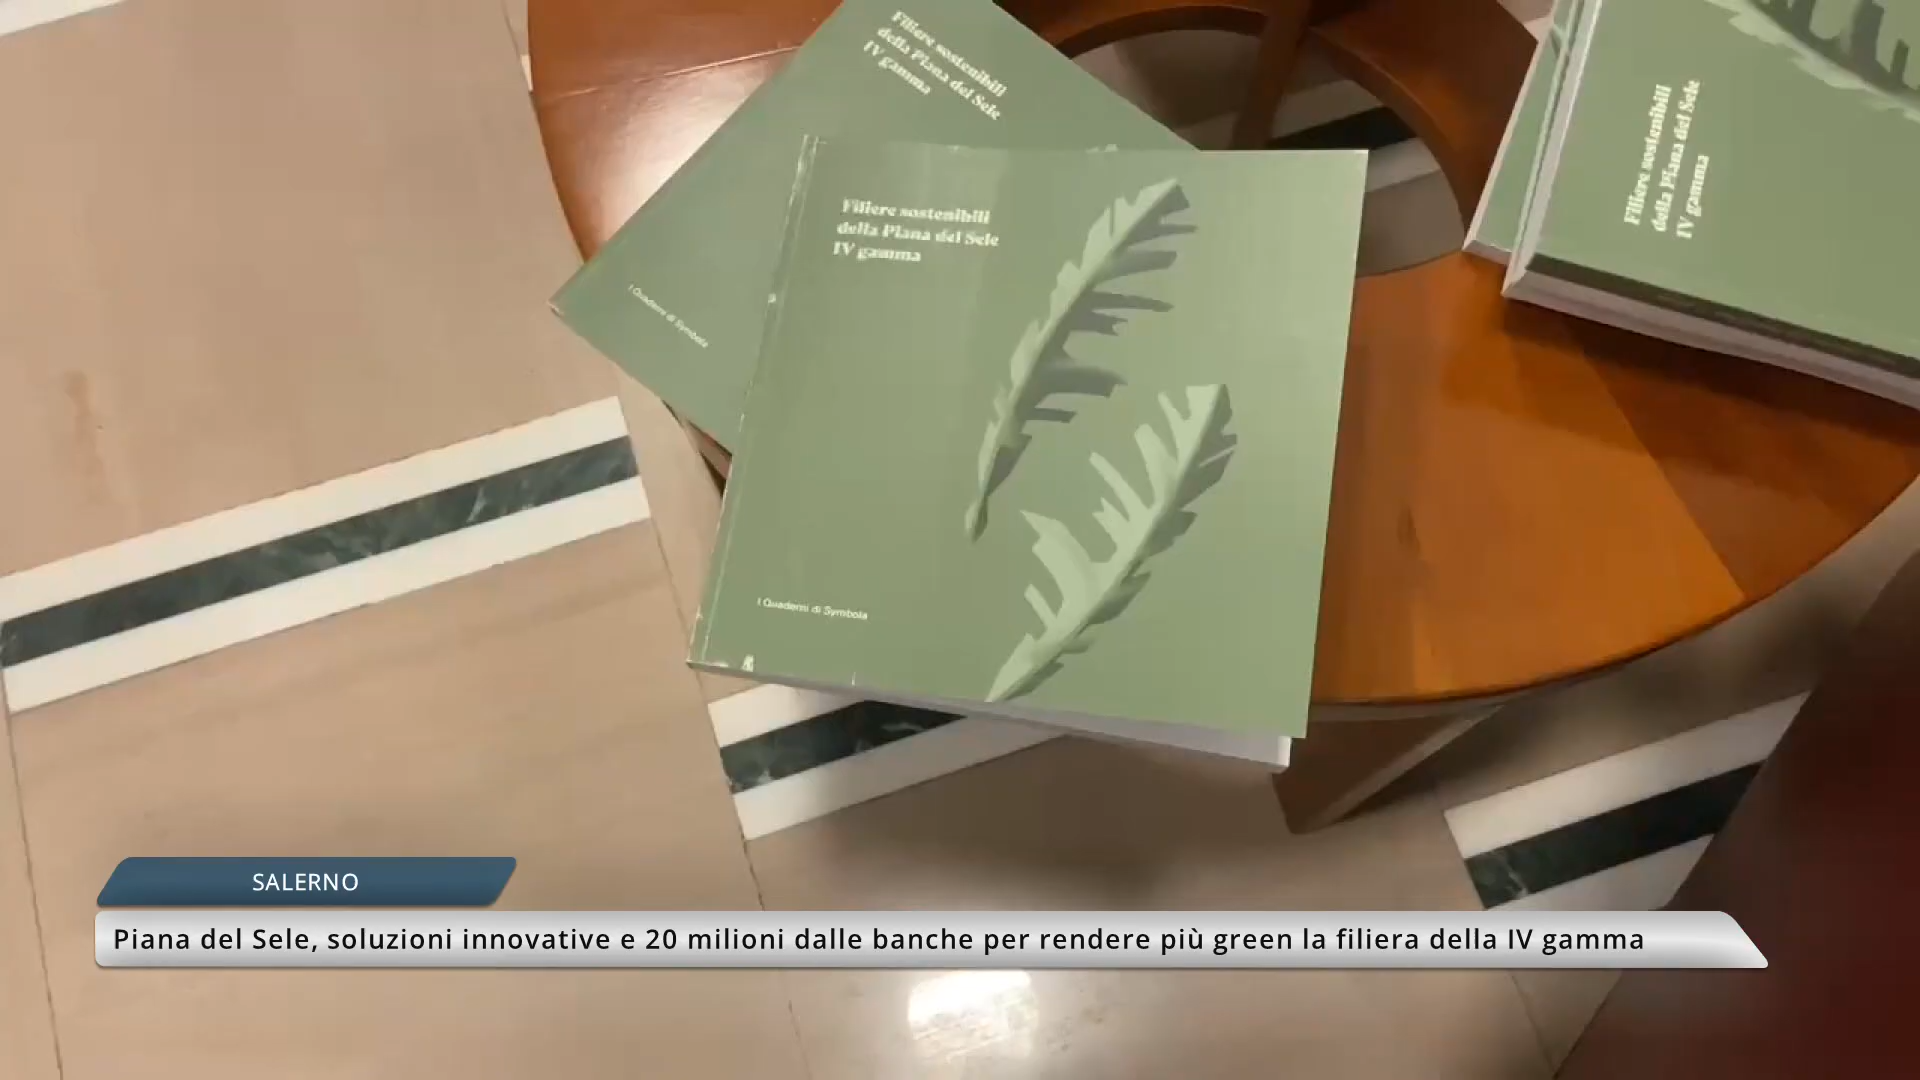 Filiere sostenibili
della Piana del Sele
IV gamma
I Quaderni di Symbola
Filiere sostenibili
della Piana del Sele
IV gamma
I Quaderni di Symbola
Filiere sostenibili
della Piana del Sele
IV gamma
SALERNO
Piana del Sele, soluzioni innovative e 20 milioni dalle banche per rendere più green la filiera della IV gamma